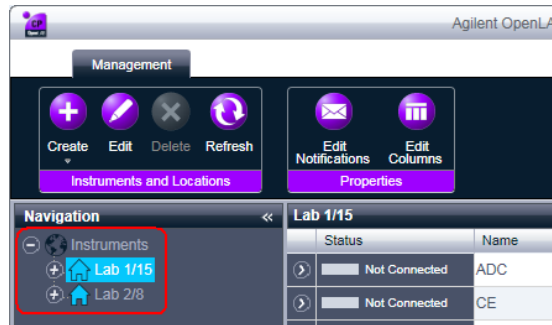 CP
Agilent OpenLA
Management
Create Edit Delete Refresh
Edit Notifications
Edit Columns
Instruments and Locations
Properties
Navigation «
Lab 1/15
Instruments
Lab 1/15
Lab 2/8
Status Name
Not Connected ADC
Not Connected CE